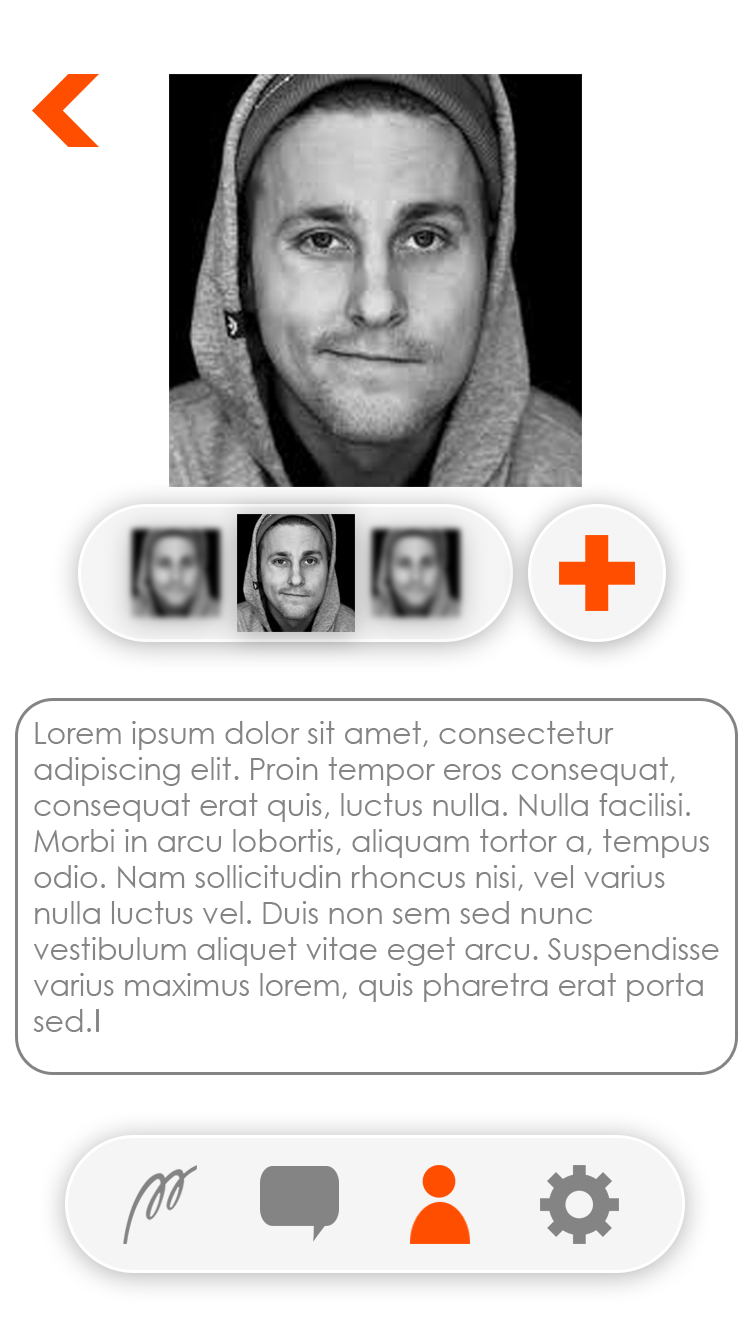 Lorem ipsum dolor sit amet, consectetur
adipiscing elit. Proin tempor eros consequat,
consequat erat quis, luctus nulla. Nulla facilisi.
Morbi in arcu lobortis, aliquam tortor a, tempus
odio. Nam sollicitudin rhoncus nisi, vel varius
nulla luctus vel. Duis non sem sed nunc
vestibulum aliquet vitae eget arcu. Suspendisse
varius maximus lorem, quis pharetra erat porta
sed.